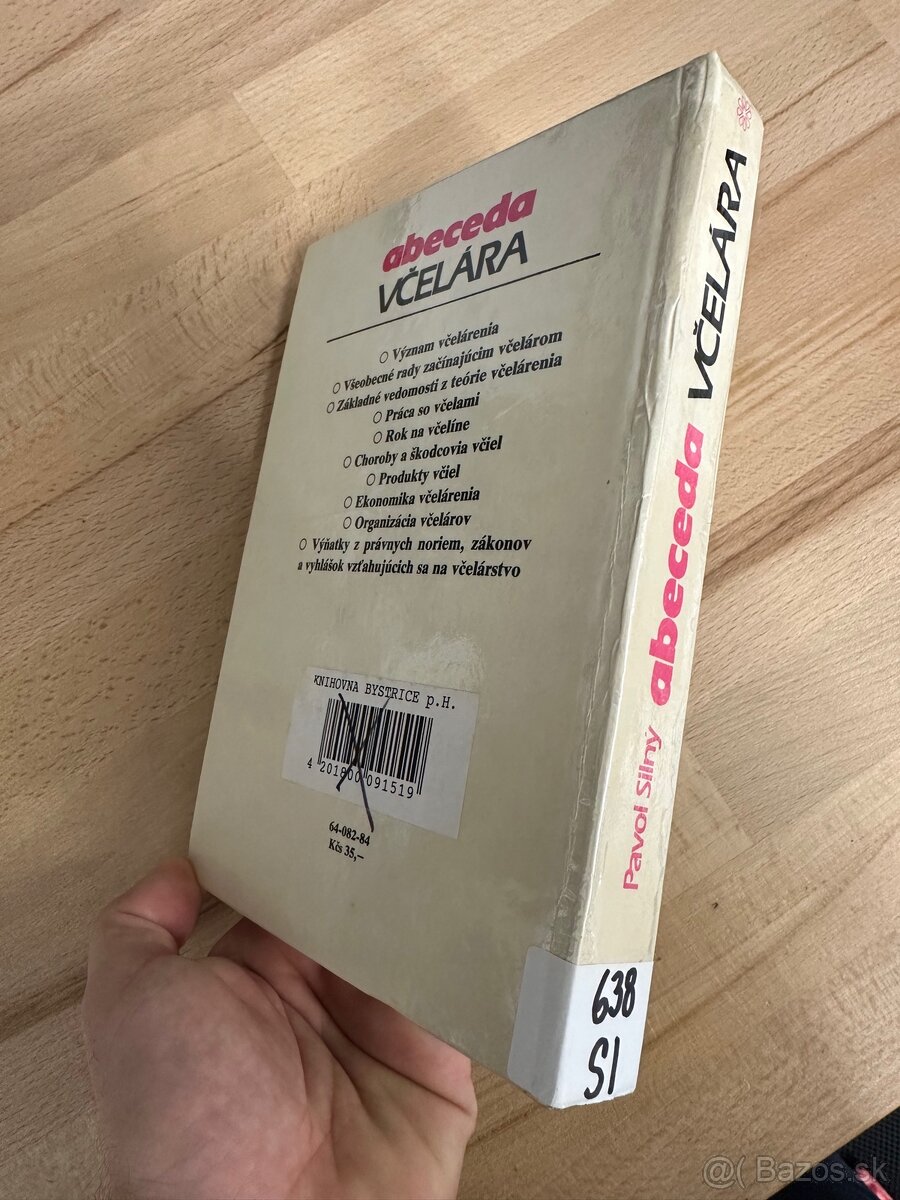 abeceda
VČELÁRA
○ Význam včelárenia
○ Všeobecné rady začínajúcim včelárom
○ Základné vedomosti z teórie včelárenia
○ Práca so včelami
○ Rok na včelíne
○ Choroby a škodcovia včiel
○ Produkty včiel
○ Ekonomika včelárenia
○ Organizácia včelárov
○ Výňatky z právnych noriem, zákonov
a vyhlášok vzťahujúcich sa na včelárstvo
KNIHOVNA BYSTRICE p.H.
4 201800 091519
64-082-84
Kčs 35,–
Pavol Silný abeceda VČELÁRA
638
SI
@( Bazos.sk